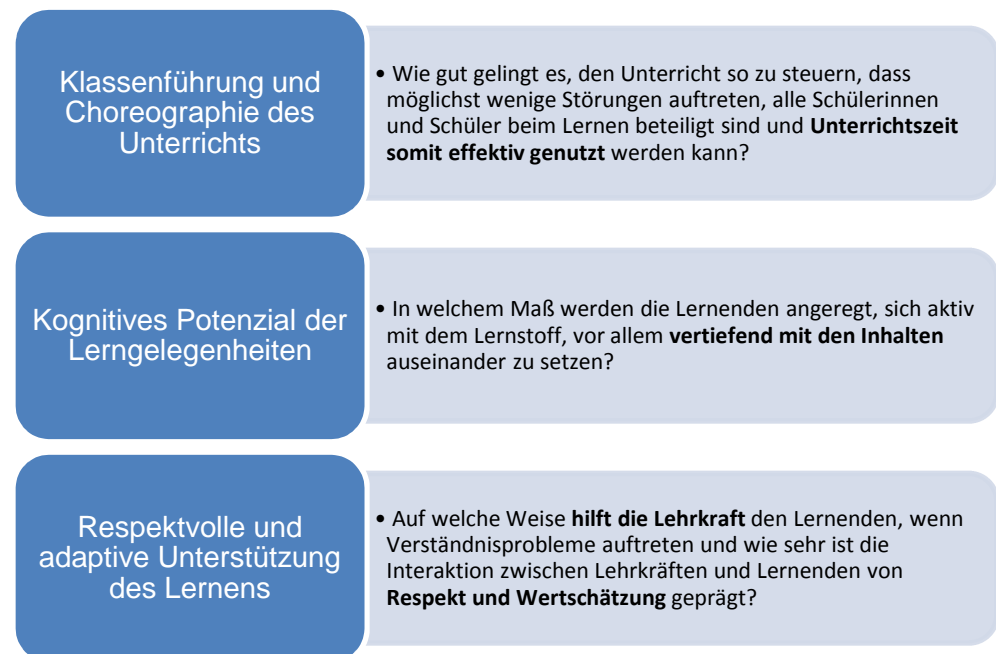 Klassenführung und
Choreographie des
Unterrichts
• Wie gut gelingt es, den Unterricht so zu steuern, dass
möglichst wenige Störungen auftreten, alle Schülerinnen
und Schüler beim Lernen beteiligt sind und Unterrichtszeit
somit effektiv genutzt werden kann?
Kognitives Potenzial der
Lerngelegenheiten
• In welchem Maß werden die Lernenden angeregt, sich aktiv
mit dem Lernstoff, vor allem vertiefend mit den Inhalten
auseinander zu setzen?
Respektvolle und
adaptive Unterstützung
des Lernens
• Auf welche Weise hilft die Lehrkraft den Lernenden, wenn
Verständnisprobleme auftreten und wie sehr ist die
Interaktion zwischen Lehrkräften und Lernenden von
Respekt und Wertschätzung geprägt?